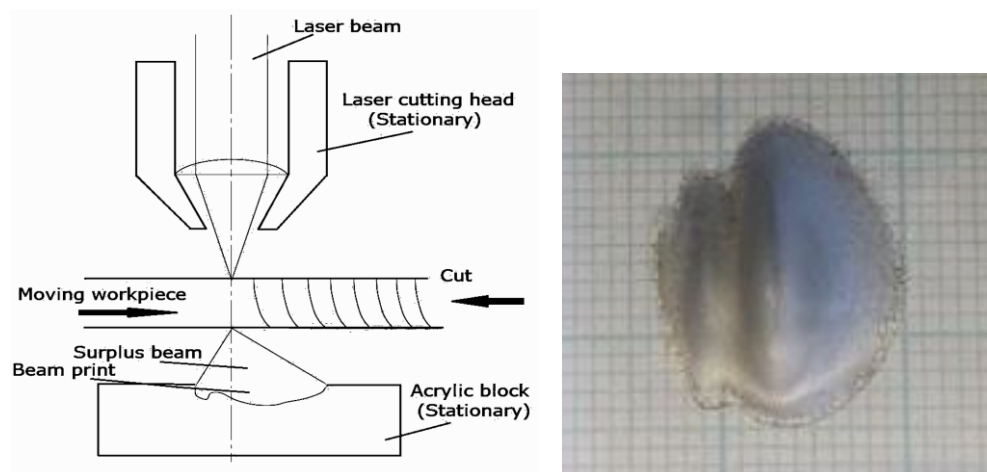 Laser beam
Laser cutting head
(Stationary)
Cut
Moving workpiece
Surplus beam
Beam print
Acrylic block
(Stationary)